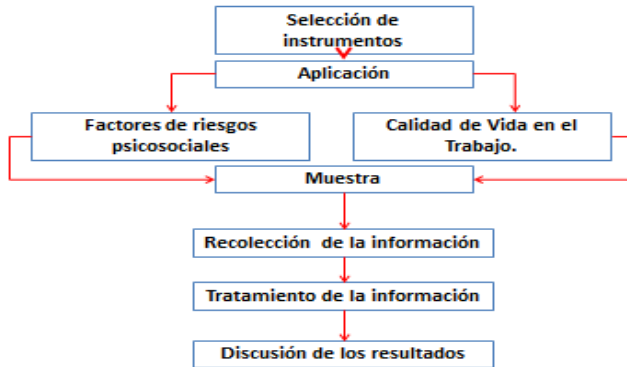 Selección de
instrumentos
Aplicación
Factores de riesgos
psicosociales
Calidad de Vida en el
Trabajo.
Muestra
Recolección de la información
Tratamiento de la información
Discusión de los resultados